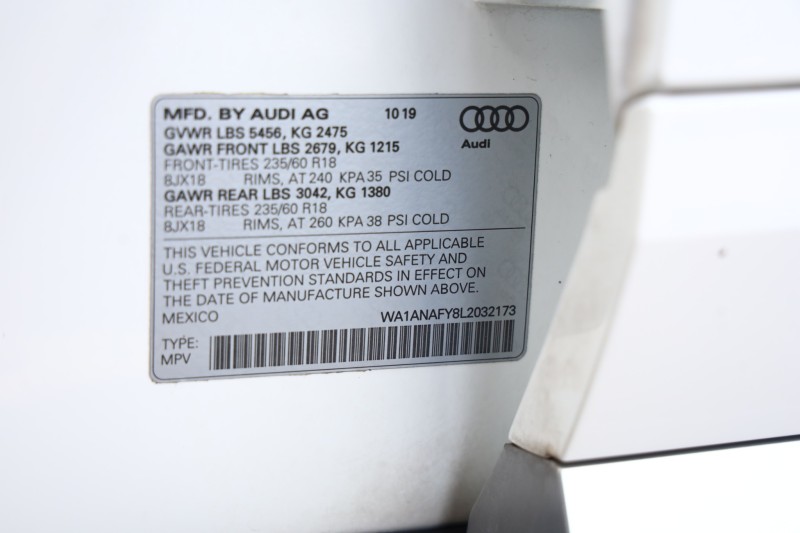 MFD. BY AUDI AG 10 19
GVWR LBS 5456, KG 2475
GAWR FRONT LBS 2679, KG 1215
FRONT-TIRES 235/60 R18
8JX18 RIMS, AT 240 KPA 35 PSI COLD
GAWR REAR LBS 3042, KG 1380
REAR-TIRES 235/60 R18
8JX18 RIMS, AT 260 KPA 38 PSI COLD
Audi
THIS VEHICLE CONFORMS TO ALL APPLICABLE
U.S. FEDERAL MOTOR VEHICLE SAFETY AND
THEFT PREVENTION STANDARDS IN EFFECT ON
THE DATE OF MANUFACTURE SHOWN ABOVE.
MEXICO WA1ANAFY8L2032173
TYPE:
MPV